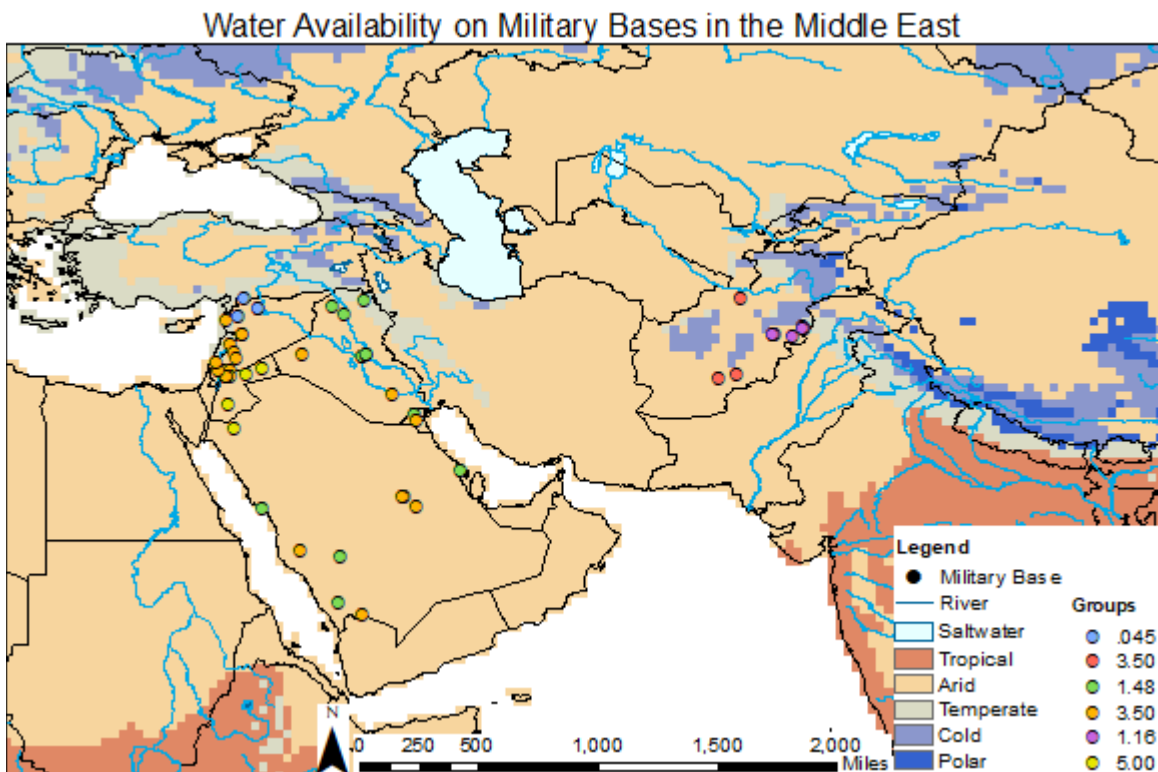 Water Availability on Military Bases in the Middle East
Legend
Military Base
River
Saltwater
Tropical
Arid
Temperate
Cold
Polar
Groups
.045
3.50
1.48
3.50
1.16
5.00
N
0 250 500 1,000 1,500 2,000
Miles